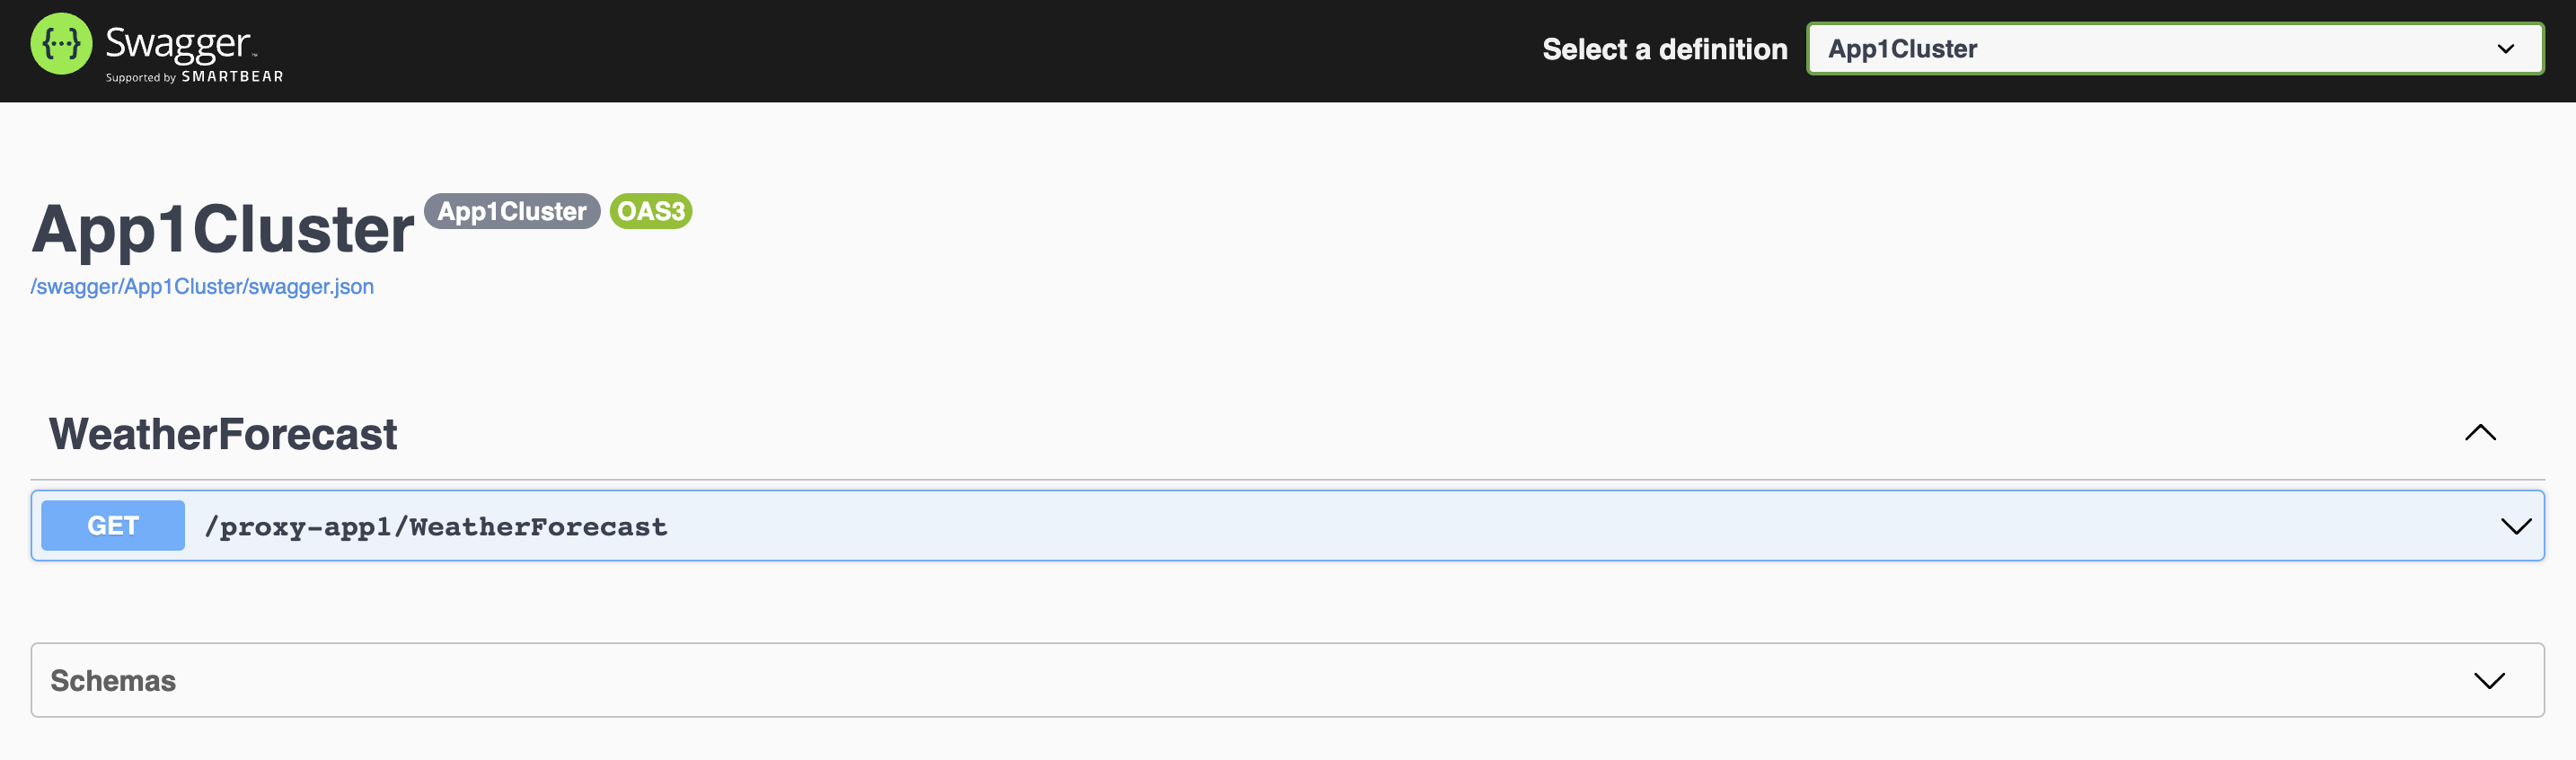 {···} Swagger™
Supported by SMARTBEAR
Select a definition
App1Cluster
App1Cluster App1Cluster OAS3
/swagger/App1Cluster/swagger.json
WeatherForecast
GET /proxy-app1/WeatherForecast
Schemas